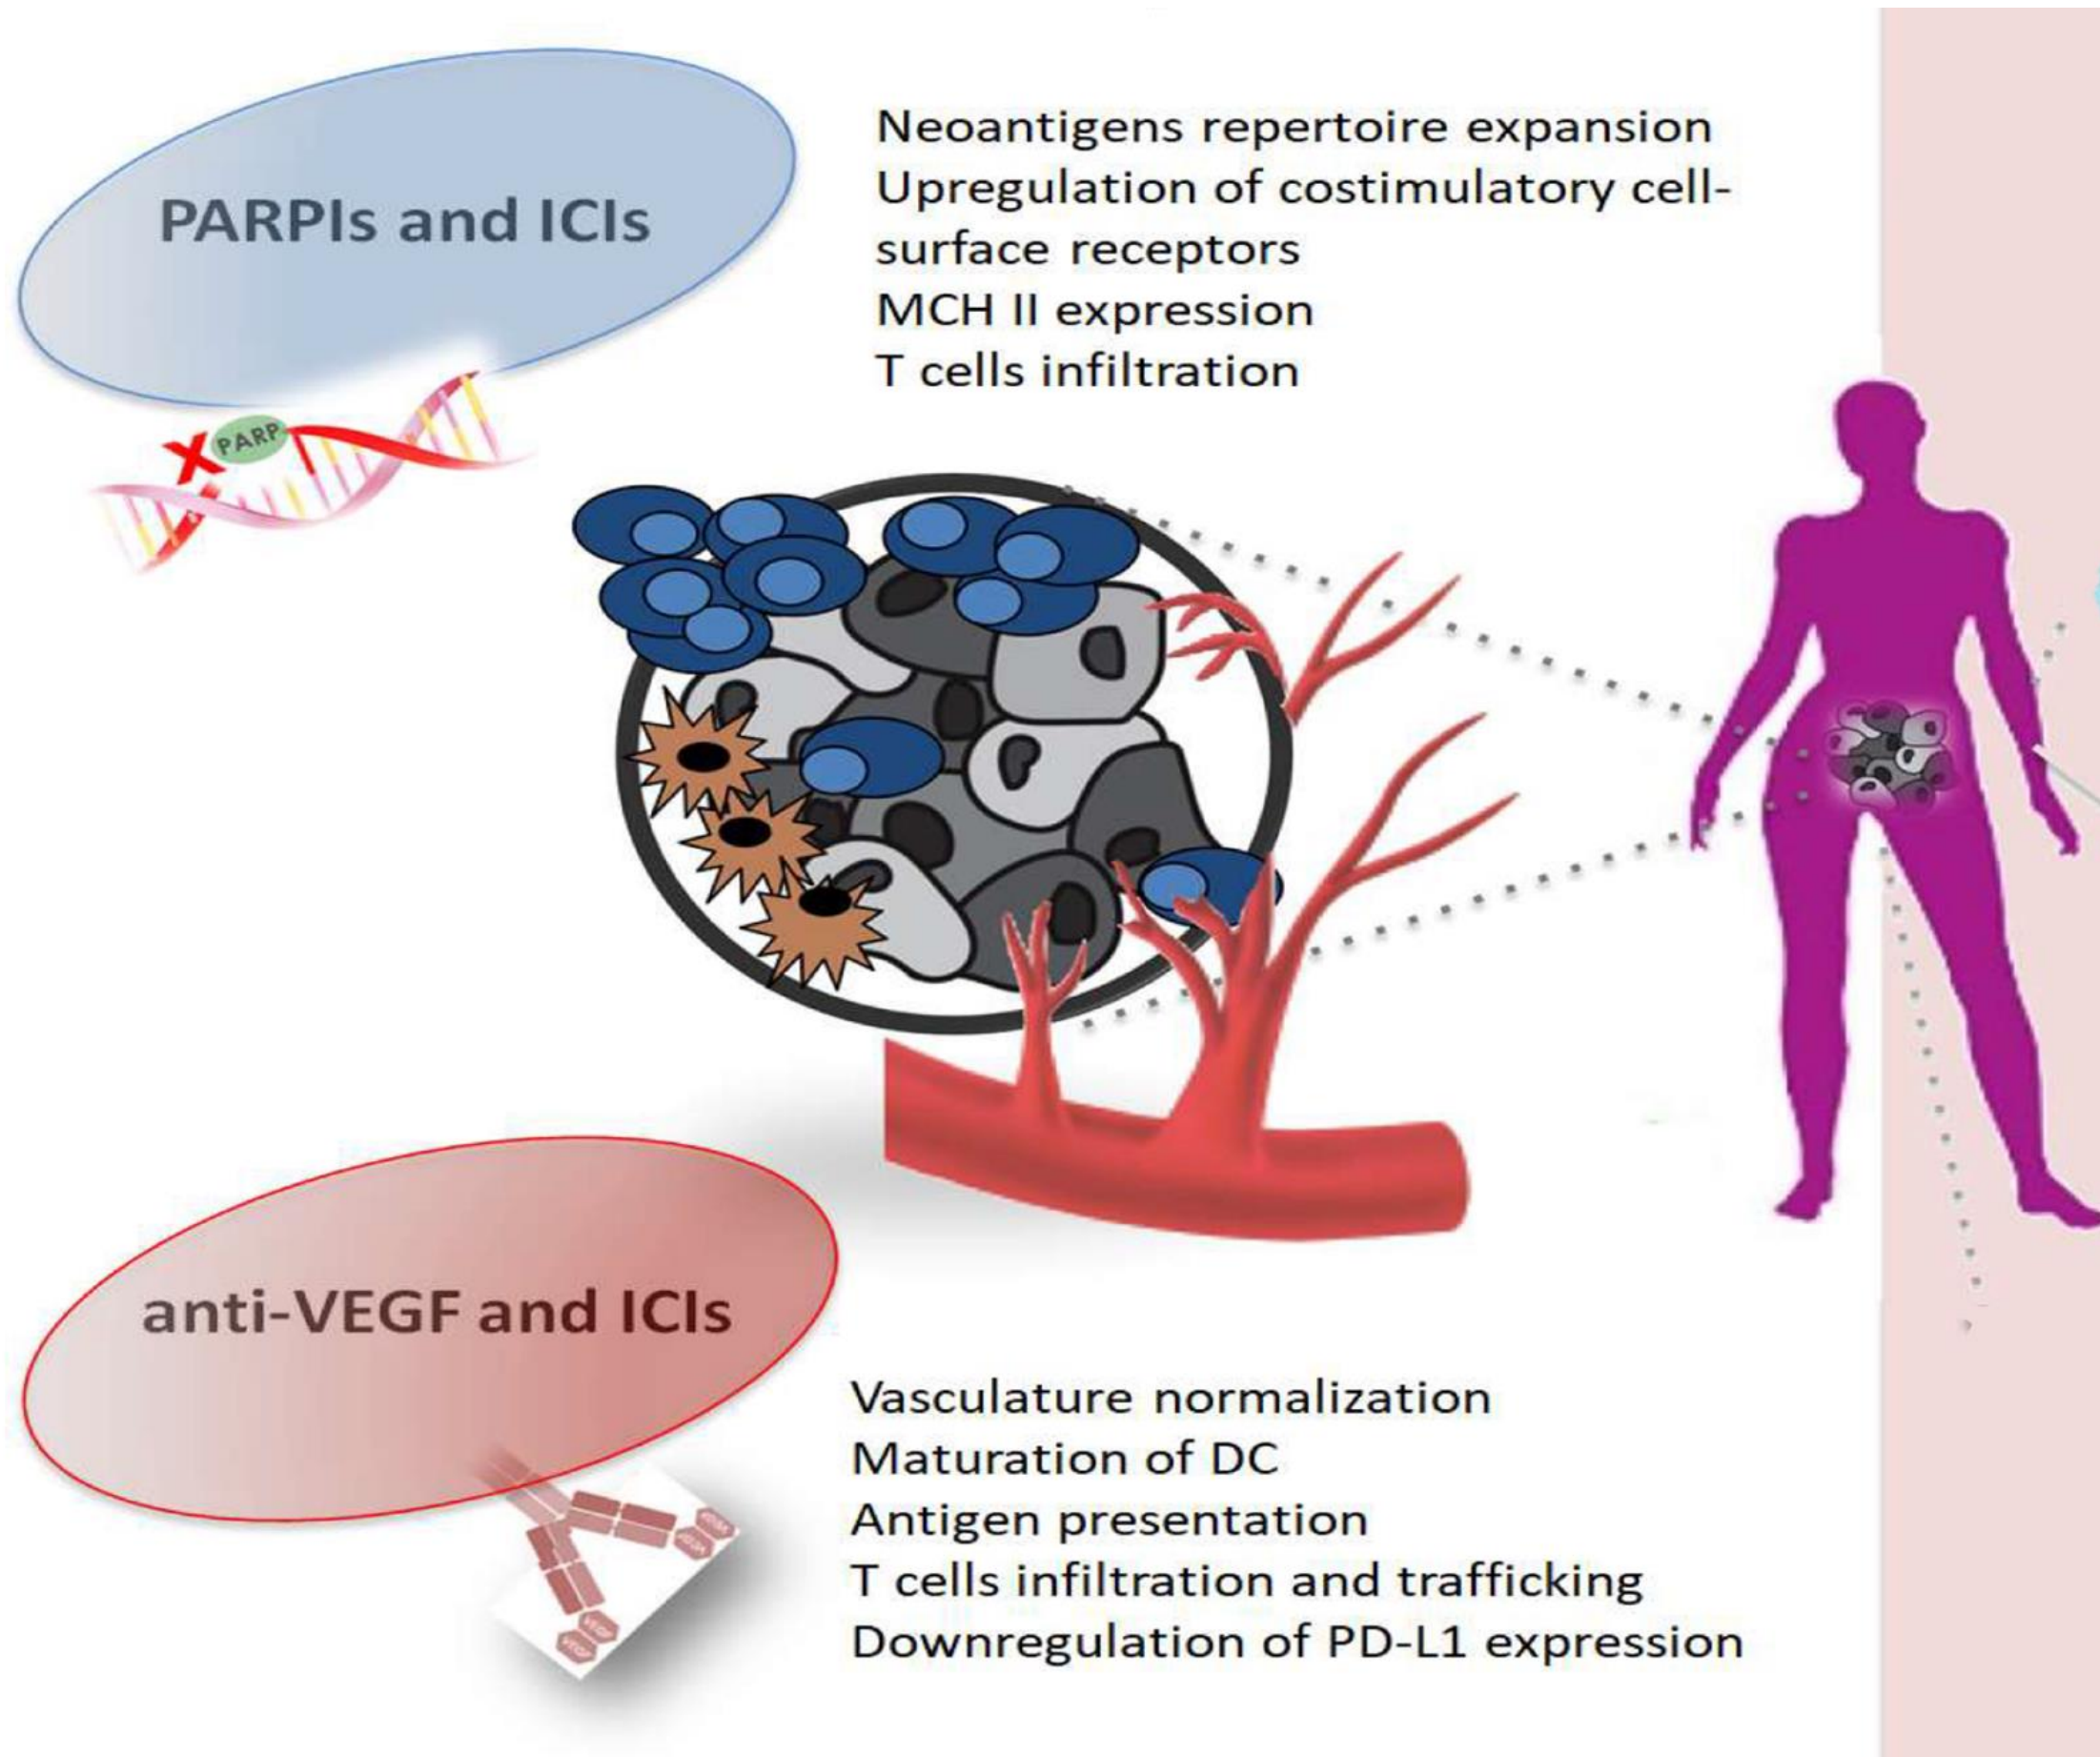 PARPIs and ICIs
Neoantigens repertoire expansion
Upregulation of costimulatory cell-
surface receptors
MCH II expression
T cells infiltration
X PARP
anti-VEGF and ICIs
VEGF
VEGF
Vasculature normalization
Maturation of DC
Antigen presentation
T cells infiltration and trafficking
Downregulation of PD-L1 expression